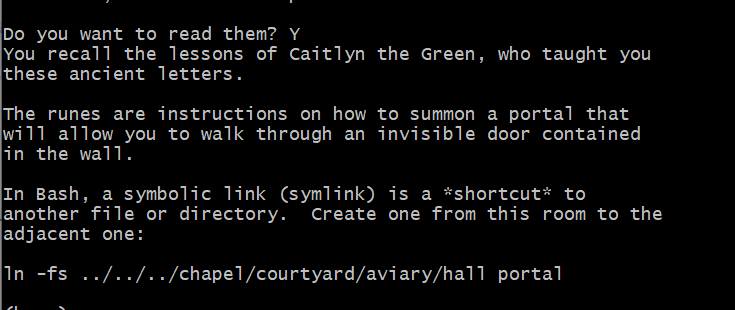 Do you want to read them? Y
You recall the lessons of Caitlyn the Green, who taught you
these ancient letters.
The runes are instructions on how to summon a portal that
will allow you to walk through an invisible door contained
in the wall.
In Bash, a symbolic link (symlink) is a *shortcut* to
another file or directory.  Create one from this room to the
adjacent one:
ln -fs ../../../chapel/courtyard/aviary/hall portal